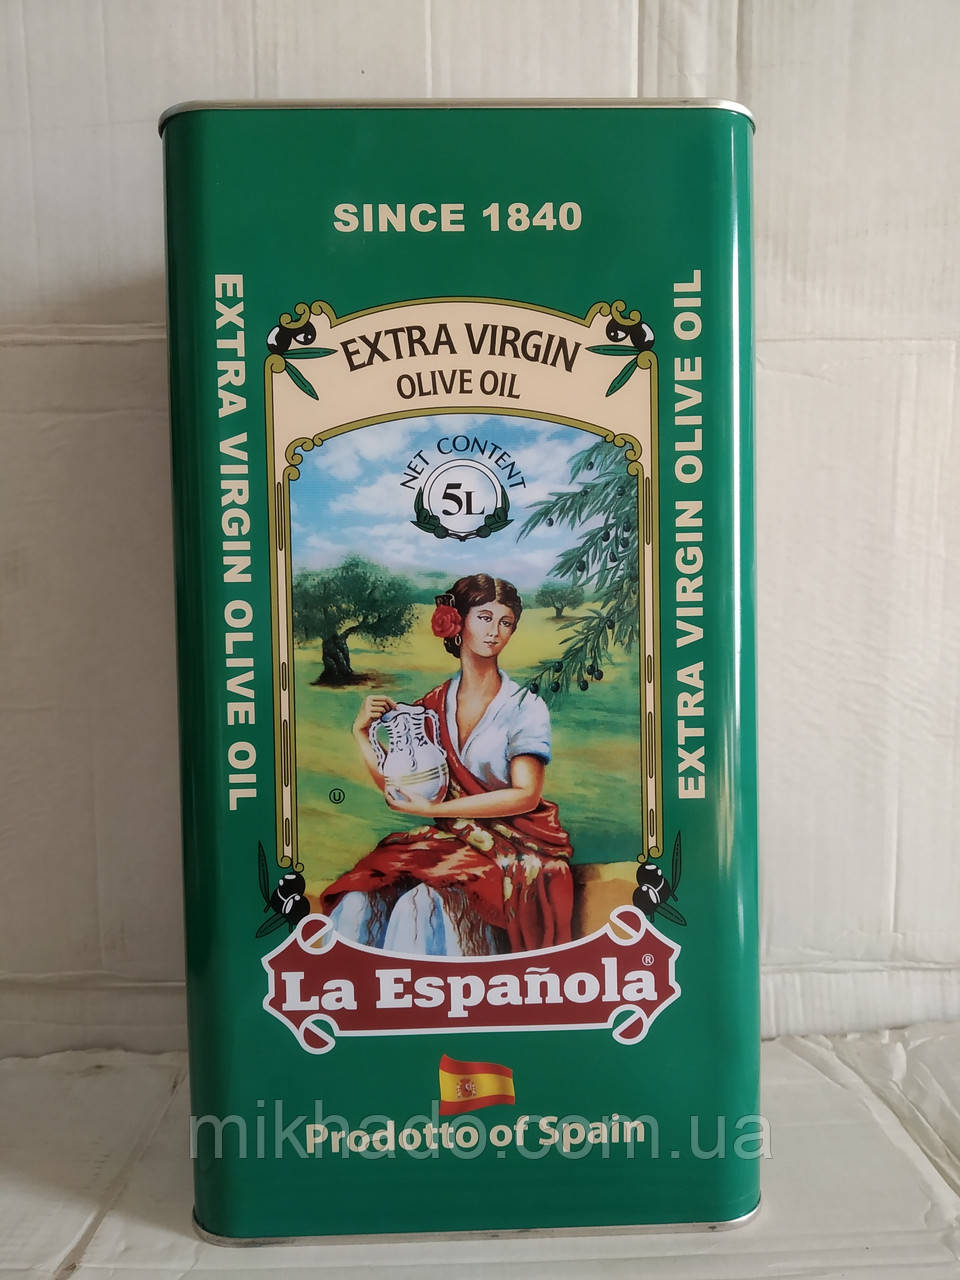 SINCE 1840
EXTRA VIRGIN
OLIVE OIL
NET CONTENT
5L
EXTRA VIRGIN OLIVE OIL
EXTRA VIRGIN OLIVE OIL
U
La Española®
Prodotto of Spain
mikhado.com.ua